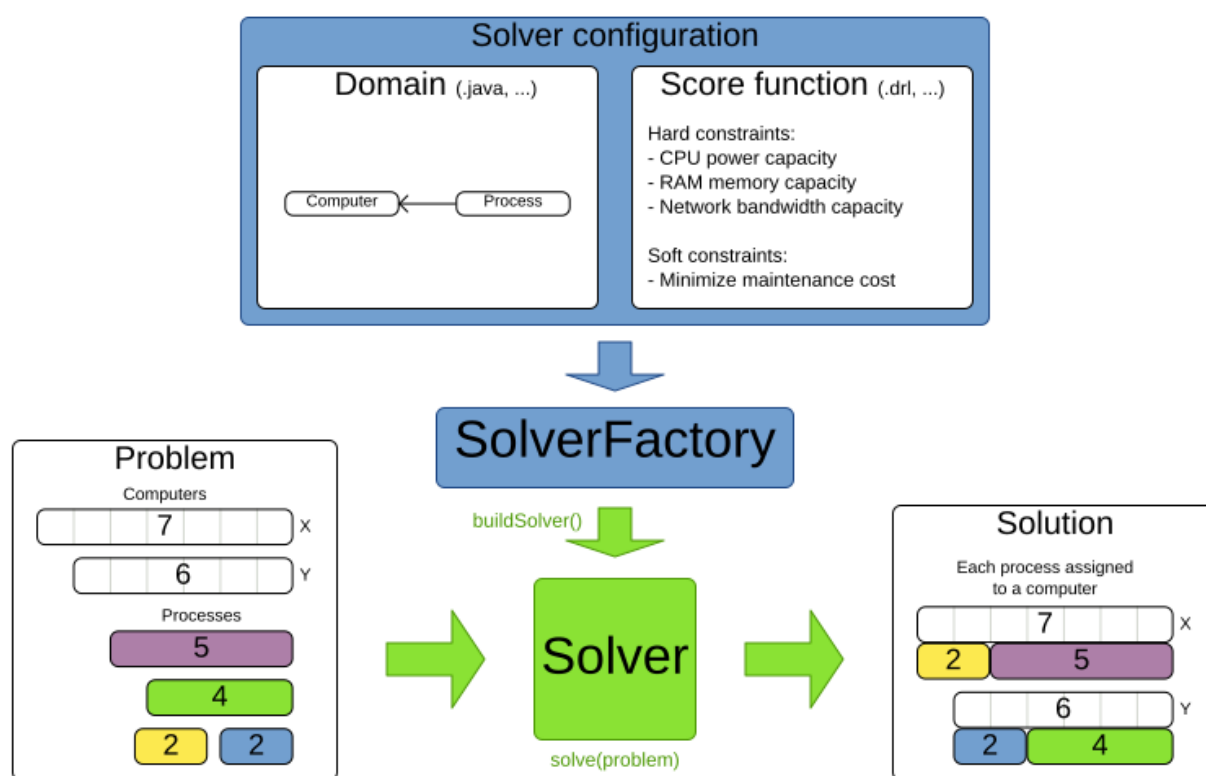 Solver configuration
Domain (.java, ...)
Computer
Process
Score function (.drl, ...)
Hard constraints:
- CPU power capacity
- RAM memory capacity
- Network bandwidth capacity
Soft constraints:
- Minimize maintenance cost
SolverFactory
buildSolver()
Problem
Computers
7 X
6 Y
Processes
5
4
2 2
Solver
solve(problem)
Solution
Each process assigned
to a computer
7 X
2 5
6 Y
2 4